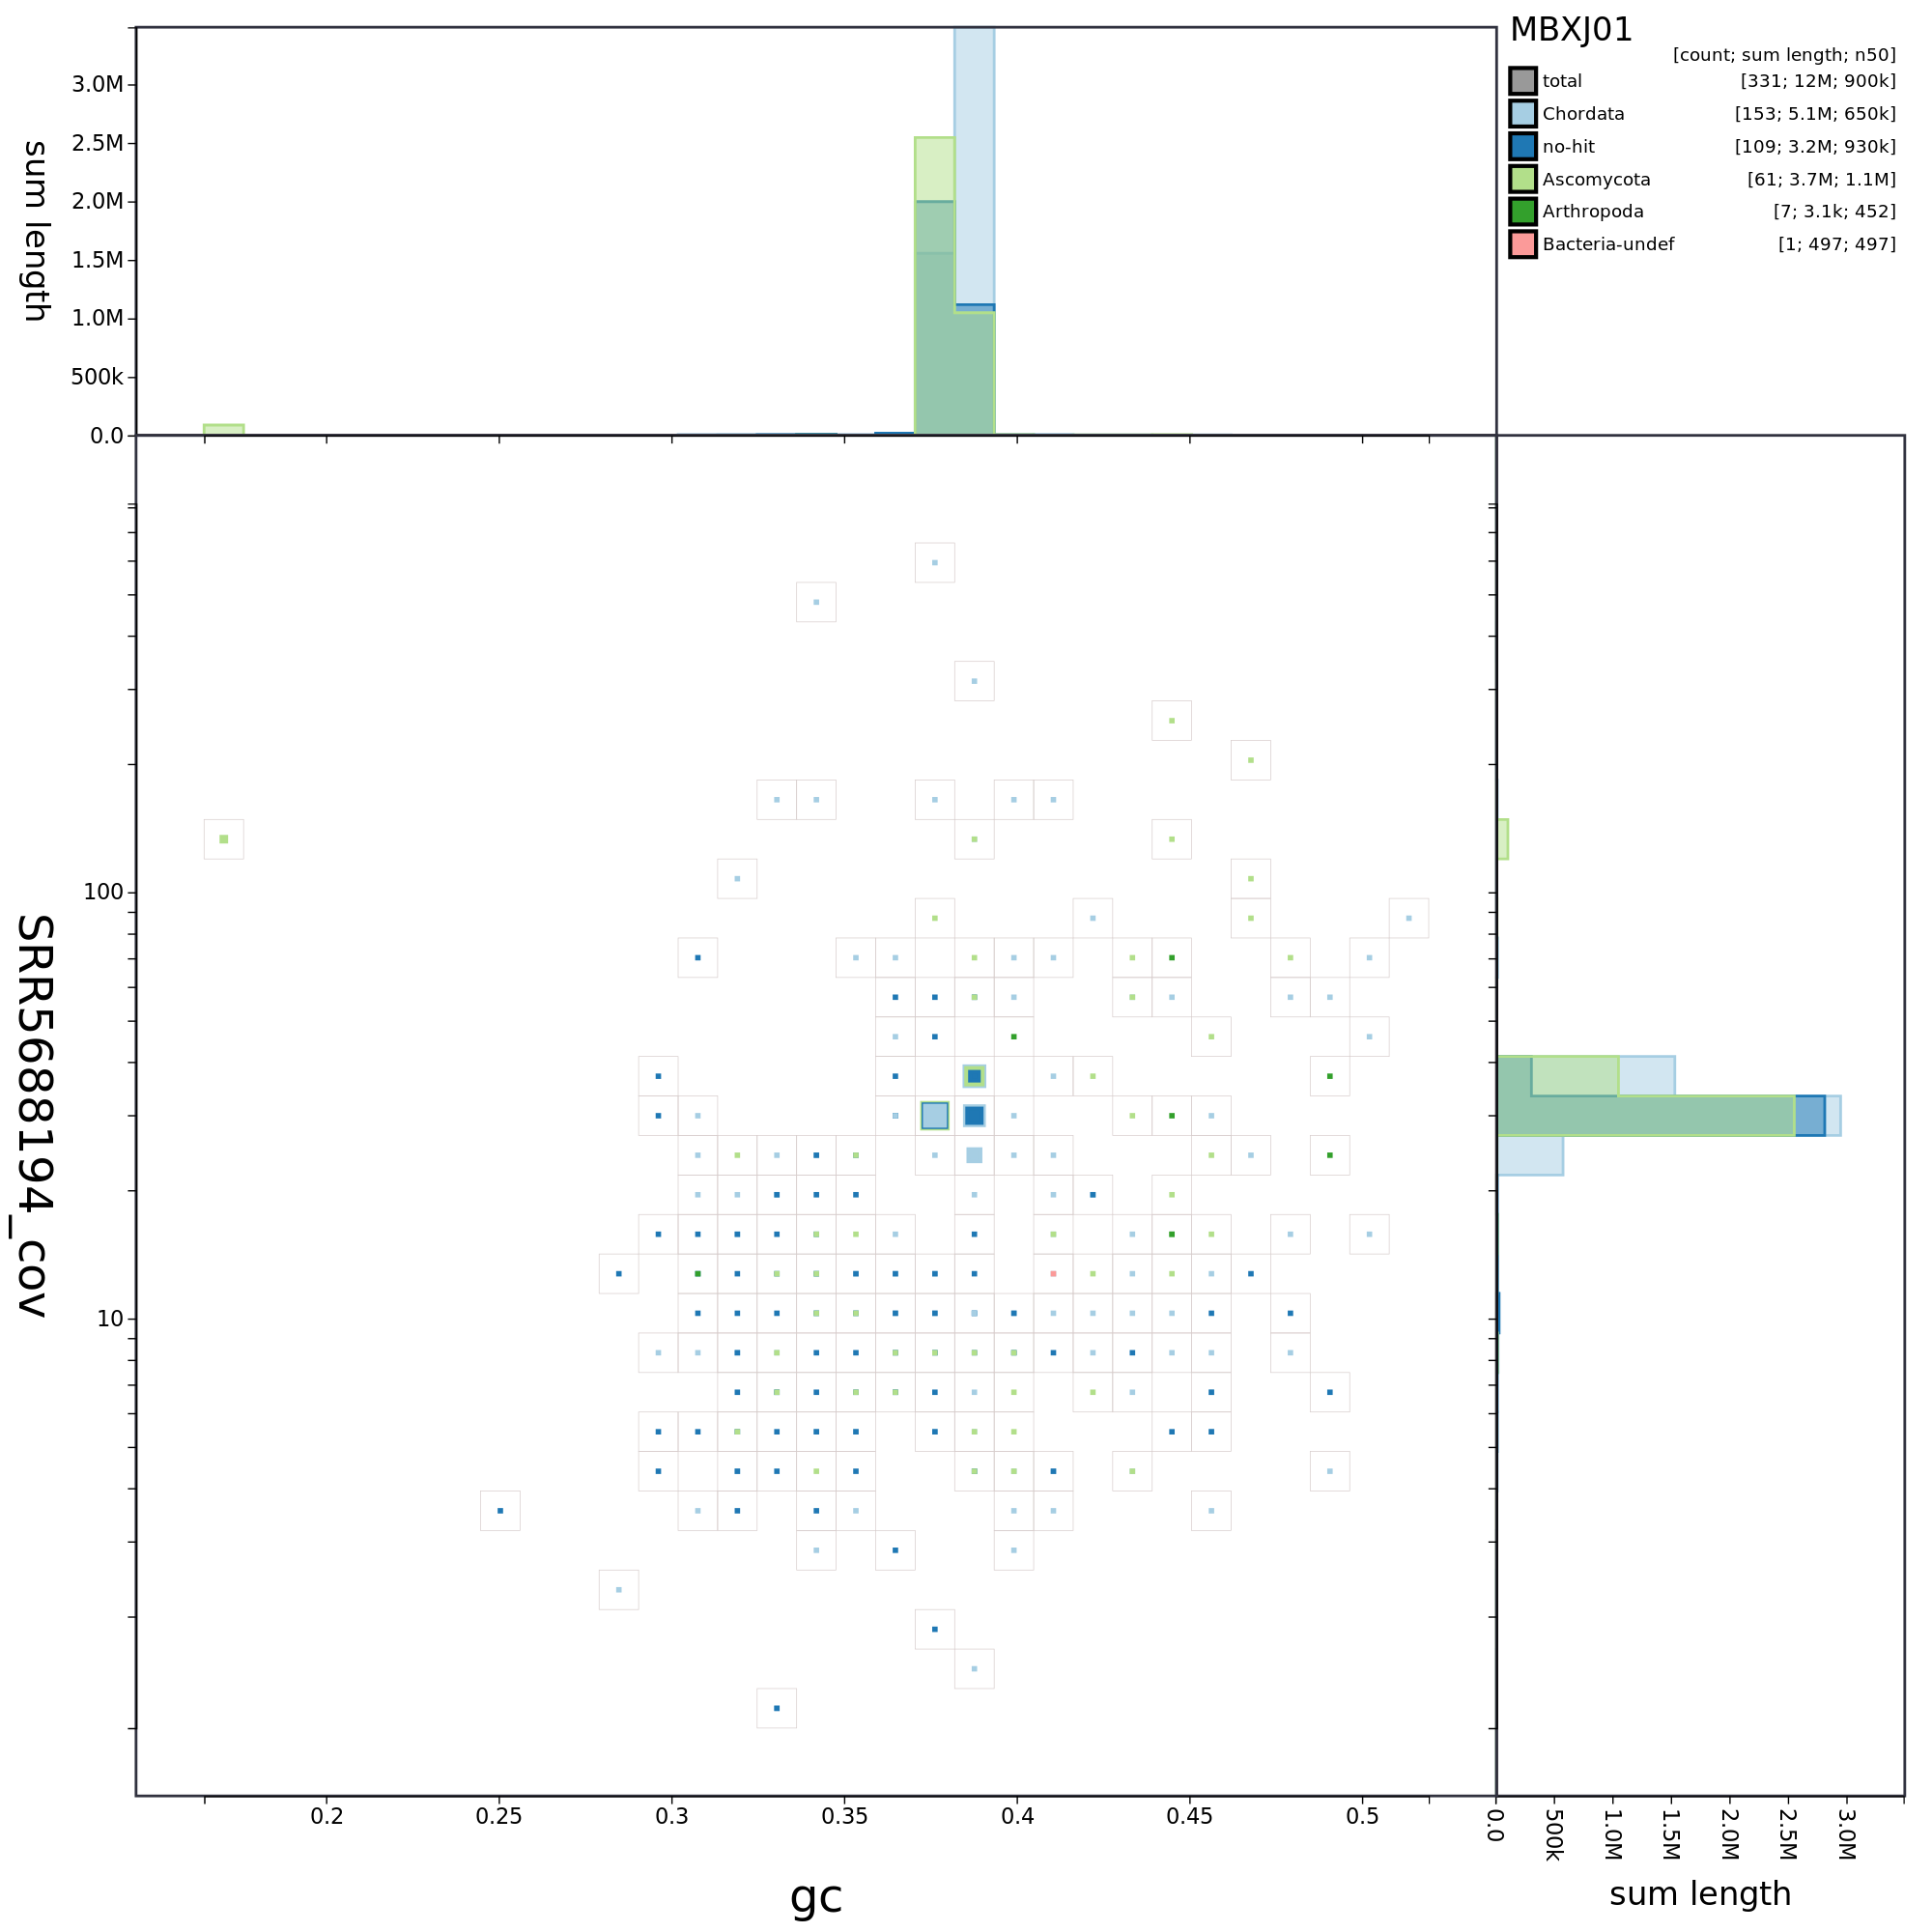 MBXJ01
[count; sum length; n50]
total [331; 12M; 900k]
Chordata [153; 5.1M; 650k]
no-hit [109; 3.2M; 930k]
Ascomycota [61; 3.7M; 1.1M]
Arthropoda [7; 3.1k; 452]
Bacteria-undef [1; 497; 497]
sum length
3.0M
2.5M
2.0M
1.5M
1.0M
500k
0.0
SRR5688194_cov
100
10
0.2 0.25 0.3 0.35 0.4 0.45 0.5
gc
0.0 500k 1.0M 1.5M 2.0M 2.5M 3.0M
sum length